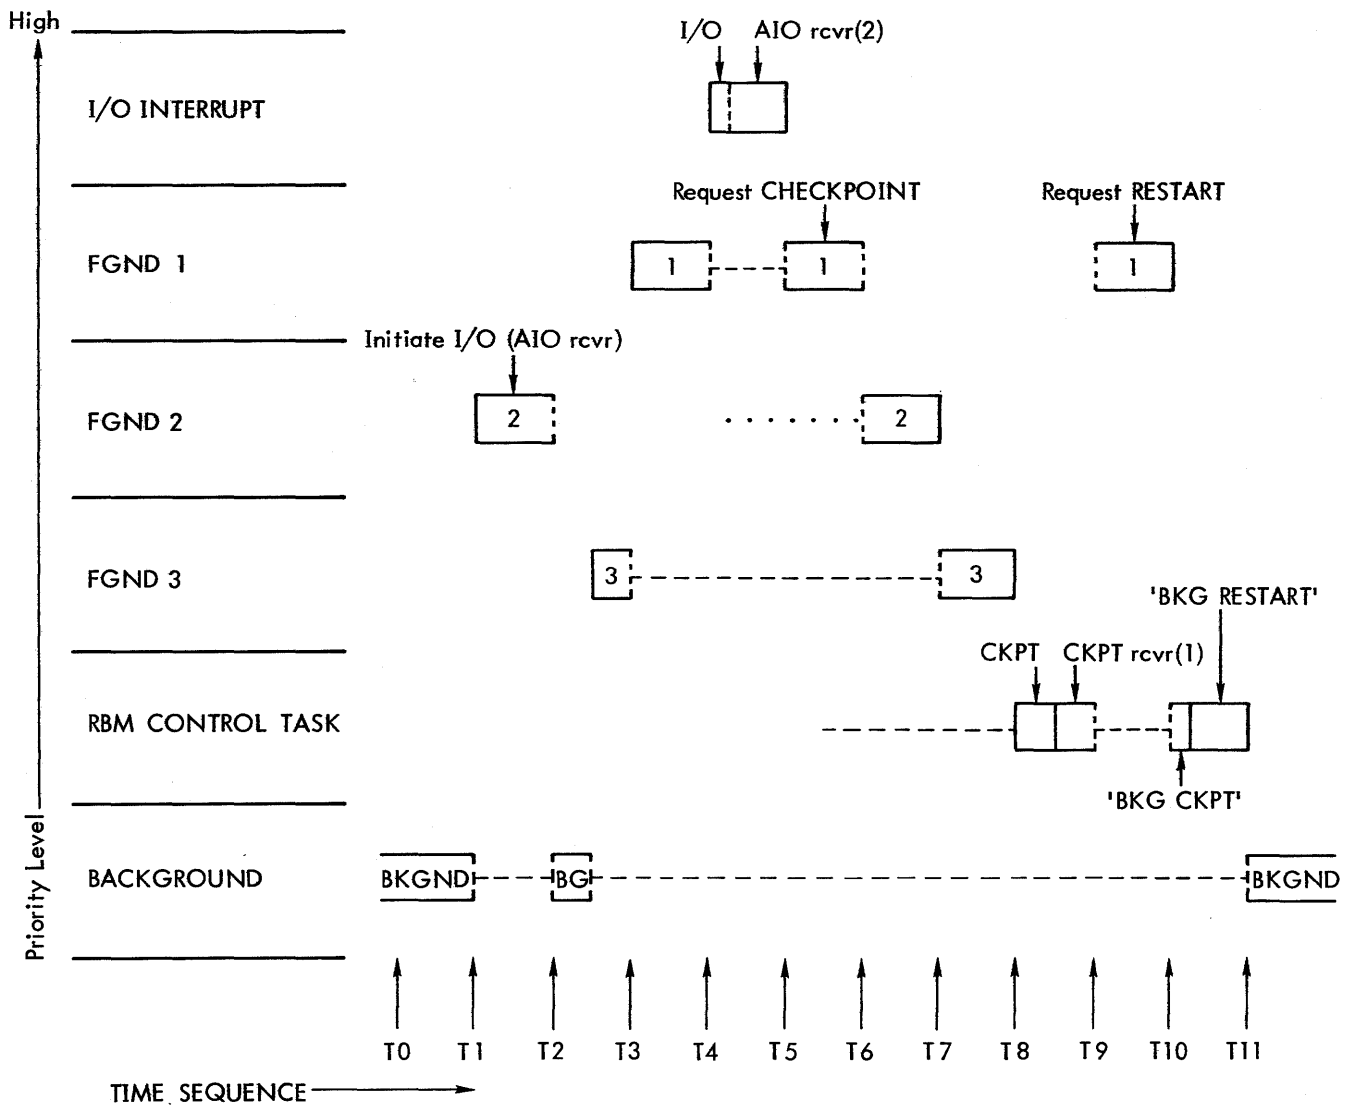 High
I/O AIO rcvr(2)
I/O INTERRUPT
Request CHECKPOINT
Request RESTART
FGND 1
1
1
1
Initiate I/O (AIO rcvr)
FGND 2
2
2
FGND 3
3
3
'BKG RESTART'
CKPT CKPT rcvr(1)
RBM CONTROL TASK
'BKG CKPT'
Priority Level
BACKGROUND
BKGND
BG
BKGND
T0 T1 T2 T3 T4 T5 T6 T7 T8 T9 T10 T11
TIME SEQUENCE